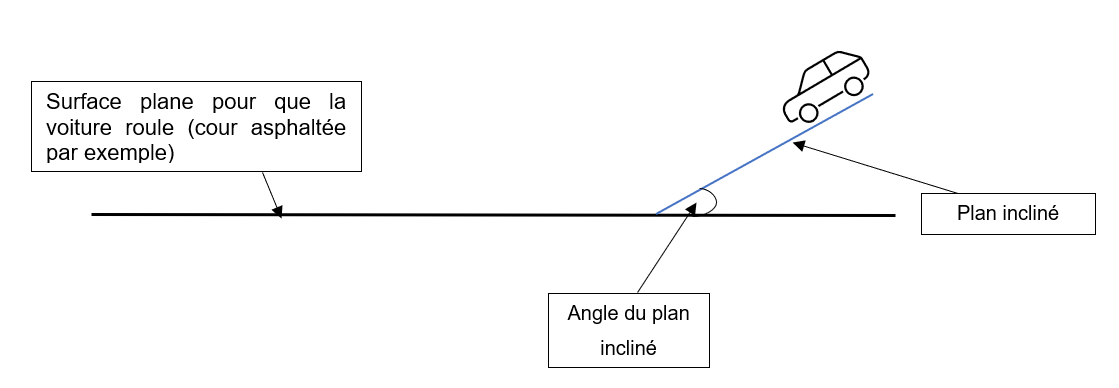 Surface plane pour que la
voiture roule (cour asphaltée
par exemple)
Plan incliné
Angle du plan
incliné